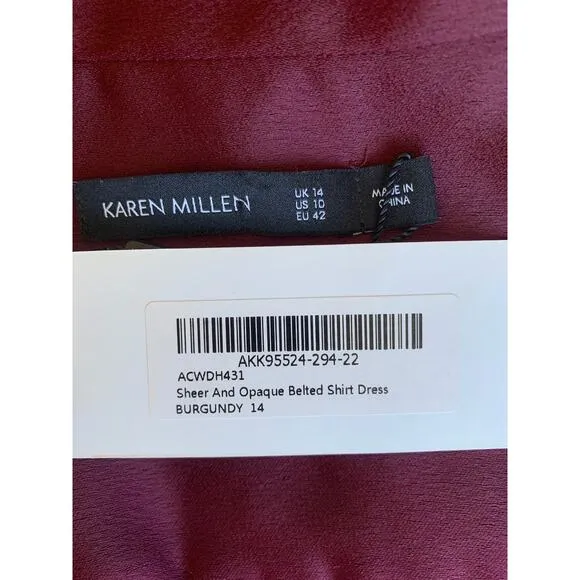 KAREN MILLEN
UK 14
US 10
EU 42
MADE IN
CHINA
AKK95524-294-22
ACWDH431
Sheer And Opaque Belted Shirt Dress
BURGUNDY 14